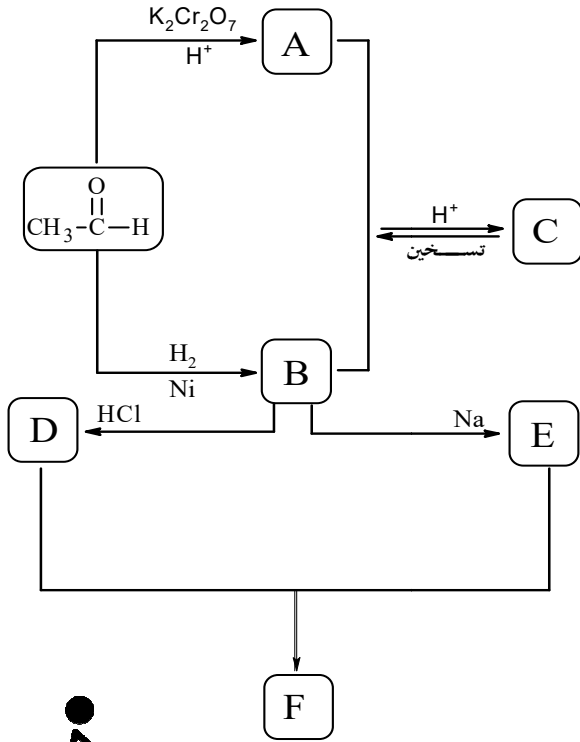 K2Cr2O7
H+
A
O
CH3-C-H
H+
تسخين
C
H2
Ni
B
HCl
Na
D
E
F